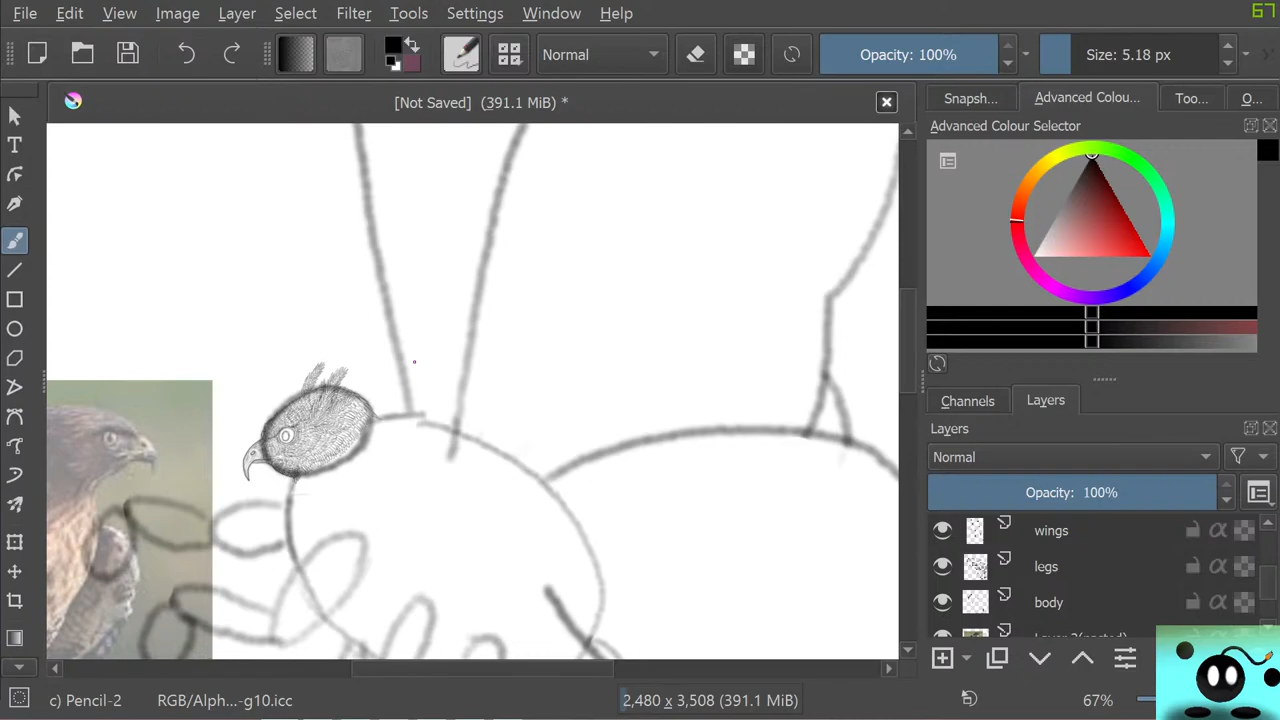 File Edit View Image Layer Select Filter Tools Settings Window Help
67
Normal Opacity: 100% Size: 5.18 px
[Not Saved] (391.1 MiB) *
Snapsh... Advanced Colou... Too... O...
Advanced Colour Selector
Channels Layers
Layers
Normal
Opacity: 100%
wings
legs
body
c) Pencil-2 RGB/Alph...-g10.icc 2,480 x 3,508 (391.1 MiB) 67%